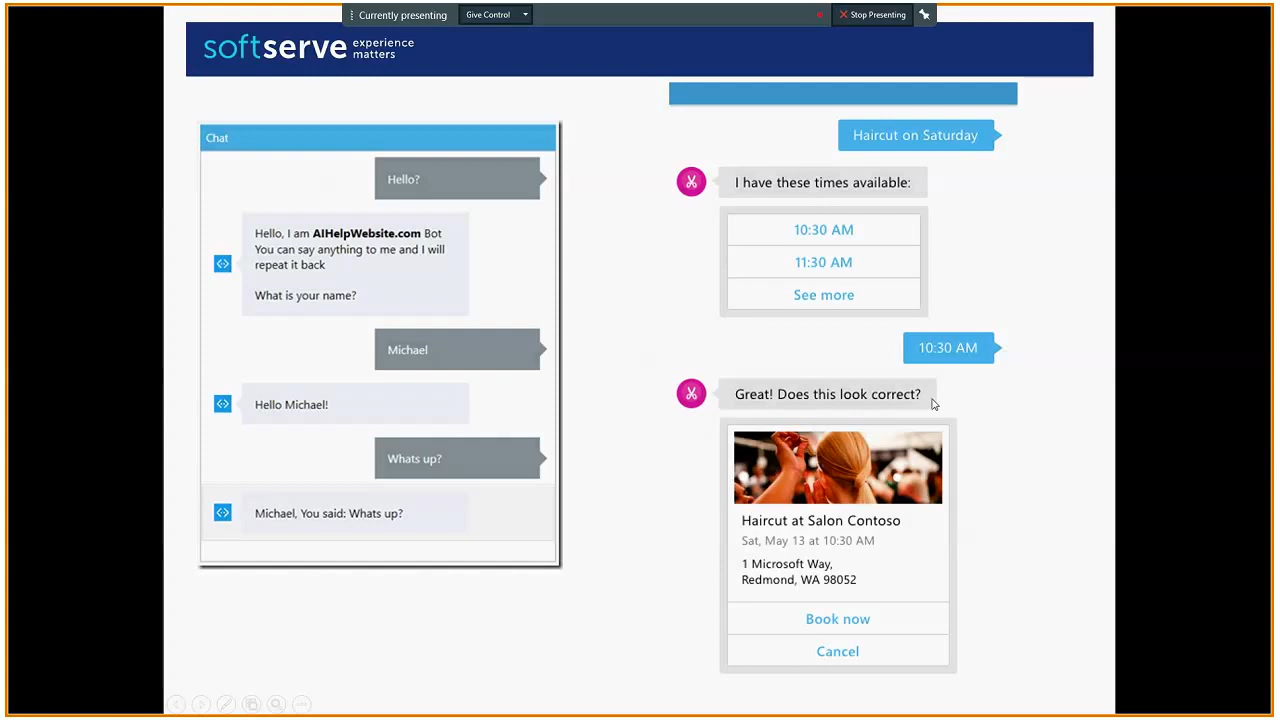 Currently presenting
Give Control
Stop Presenting
softserve experience
matters
Chat
Hello?
Hello, I am AIHelpWebsite.com Bot
You can say anything to me and I will
repeat it back
What is your name?
Michael
Hello Michael!
Whats up?
Michael, You said: Whats up?
Haircut on Saturday
I have these times available:
10:30 AM
11:30 AM
See more
10:30 AM
Great! Does this look correct?
Haircut at Salon Contoso
Sat, May 13 at 10:30 AM
1 Microsoft Way,
Redmond, WA 98052
Book now
Cancel